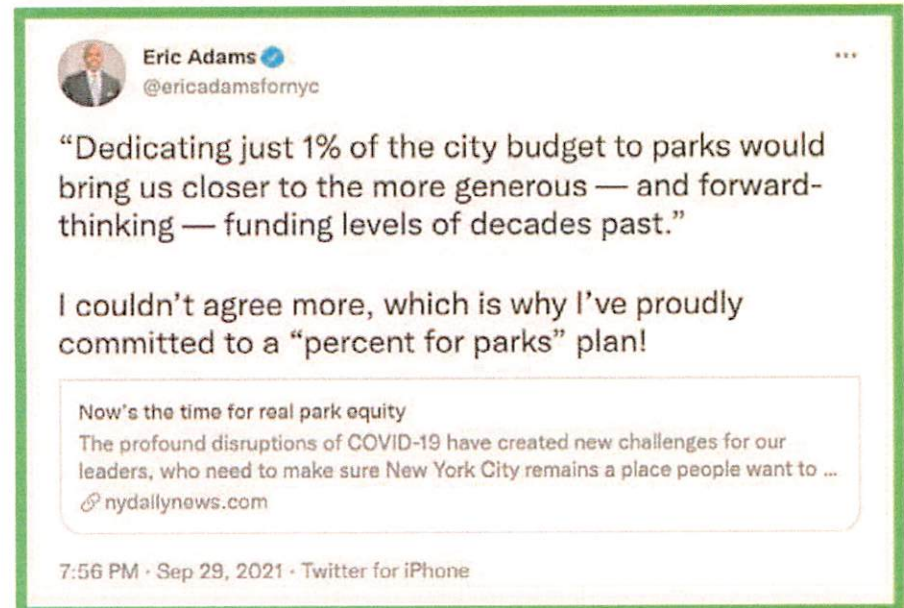 Eric Adams
@ericadamsfornyc
“Dedicating just 1% of the city budget to parks would
bring us closer to the more generous — and forward-
thinking — funding levels of decades past.”
I couldn’t agree more, which is why I’ve proudly
committed to a “percent for parks” plan!
Now’s the time for real park equity
The profound disruptions of COVID-19 have created new challenges for our
leaders, who need to make sure New York City remains a place people want to ...
nydailynews.com
7:56 PM · Sep 29, 2021 · Twitter for iPhone